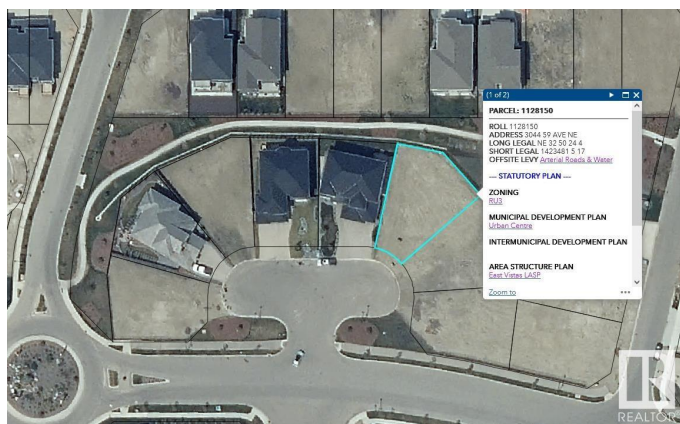 (1 of 2)
PARCEL: 1128150
ROLL 1128150
ADDRESS 3044 59 AVE NE
LONG LEGAL NE 32 50 24 4
SHORT LEGAL 1423481 5 17
OFFSITE LEVY Arterial Roads & Water
--- STATUTORY PLAN ---
ZONING
RU3
MUNICIPAL DEVELOPMENT PLAN
Urban Centre
INTERMUNICIPAL DEVELOPMENT PLAN
AREA STRUCTURE PLAN
East Vistas LASP
Zoom to
REALTOR